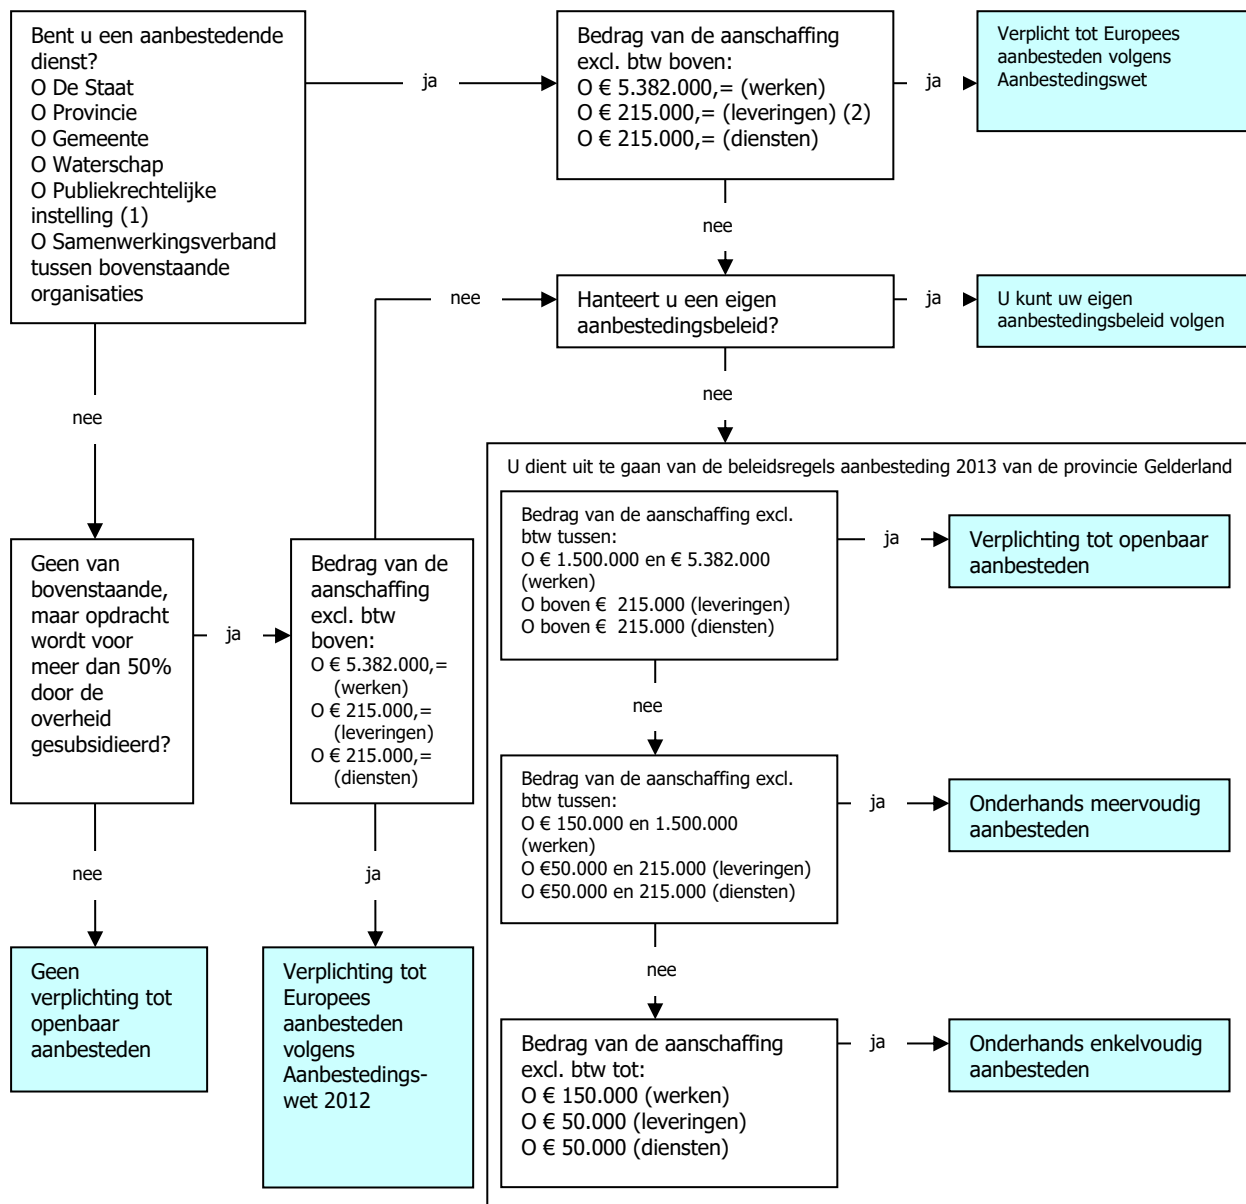 Bent u een aanbestedende
dienst?
O De Staat
O Provincie
O Gemeente
O Waterschap
O Publiekrechtelijke
instelling (1)
O Samenwerkingsverband
tussen bovenstaande
organisaties
ja
Bedrag van de aanschaffing
excl. btw boven:
O € 5.382.000,= (werken)
O € 215.000,= (leveringen) (2)
O € 215.000,= (diensten)
ja
Verplicht tot Europees
aanbesteden volgens
Aanbestedingswet
nee
nee
Hanteert u een eigen
aanbestedingsbeleid?
ja
U kunt uw eigen
aanbestedingsbeleid volgen
nee
nee
U dient uit te gaan van de beleidsregels aanbesteding 2013 van de provincie Gelderland
Geen van
bovenstaande,
maar opdracht
wordt voor
meer dan 50%
door de
overheid
gesubsidieerd?
ja
Bedrag van de
aanschaffing
excl. btw
boven:
O € 5.382.000,=
(werken)
O € 215.000,=
(leveringen)
O € 215.000,=
(diensten)
Bedrag van de aanschaffing excl.
btw tussen:
O € 1.500.000 en € 5.382.000
(werken)
O boven € 215.000 (leveringen)
O boven € 215.000 (diensten)
ja
Verplichting tot openbaar
aanbesteden
nee
Bedrag van de aanschaffing excl.
btw tussen:
O € 150.000 en 1.500.000
(werken)
O €50.000 en 215.000 (leveringen)
O €50.000 en 215.000 (diensten)
ja
Onderhands meervoudig
aanbesteden
nee
ja
nee
Geen
verplichting tot
openbaar
aanbesteden
Verplichting tot
Europees
aanbesteden
volgens
Aanbestedings-
wet 2012
Bedrag van de aanschaffing
excl. btw tot:
O € 150.000 (werken)
O € 50.000 (leveringen)
O € 50.000 (diensten)
ja
Onderhands enkelvoudig
aanbesteden